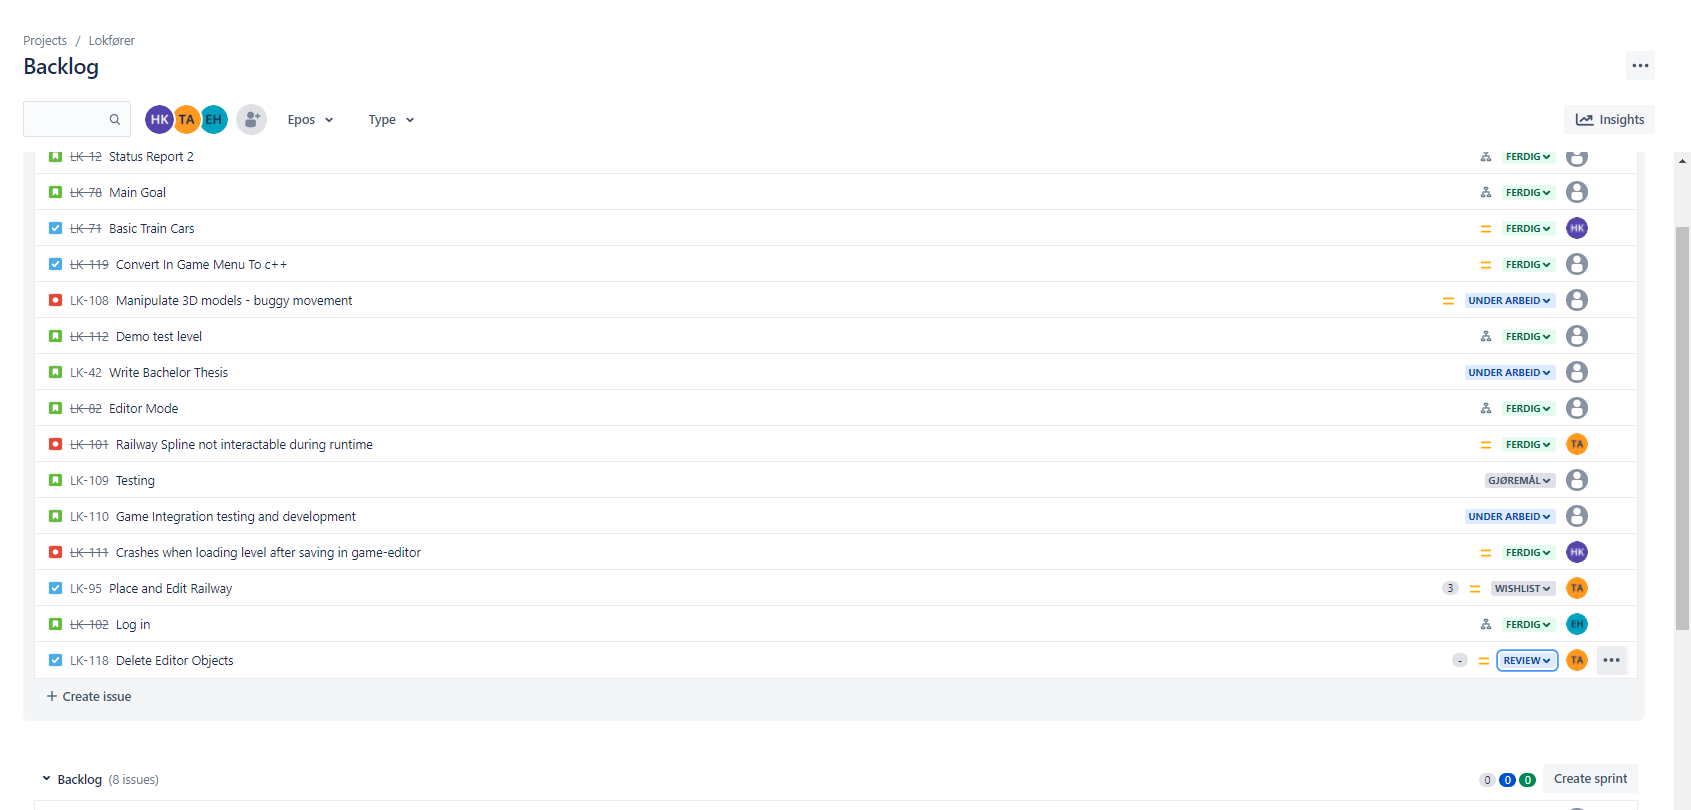 Projects / Lokfører
Backlog
HK TA EH Epos Type Insights
LK-12 Status Report 2 FERDIG
LK-78 Main Goal FERDIG
LK-71 Basic Train Cars FERDIG HK
LK-119 Convert In Game Menu To c++ FERDIG
LK-108 Manipulate 3D models - buggy movement UNDER ARBEID
LK-112 Demo test level FERDIG
LK-42 Write Bachelor Thesis UNDER ARBEID
LK-82 Editor Mode FERDIG
LK-101 Railway Spline not interactable during runtime FERDIG TA
LK-109 Testing GJØREMÅL
LK-110 Game Integration testing and development UNDER ARBEID
LK-111 Crashes when loading level after saving in game-editor FERDIG HK
LK-95 Place and Edit Railway 3 WISHLIST TA
LK-102 Log in FERDIG EH
LK-118 Delete Editor Objects - REVIEW TA
+ Create issue
Backlog (8 issues) 0 0 0 Create sprint